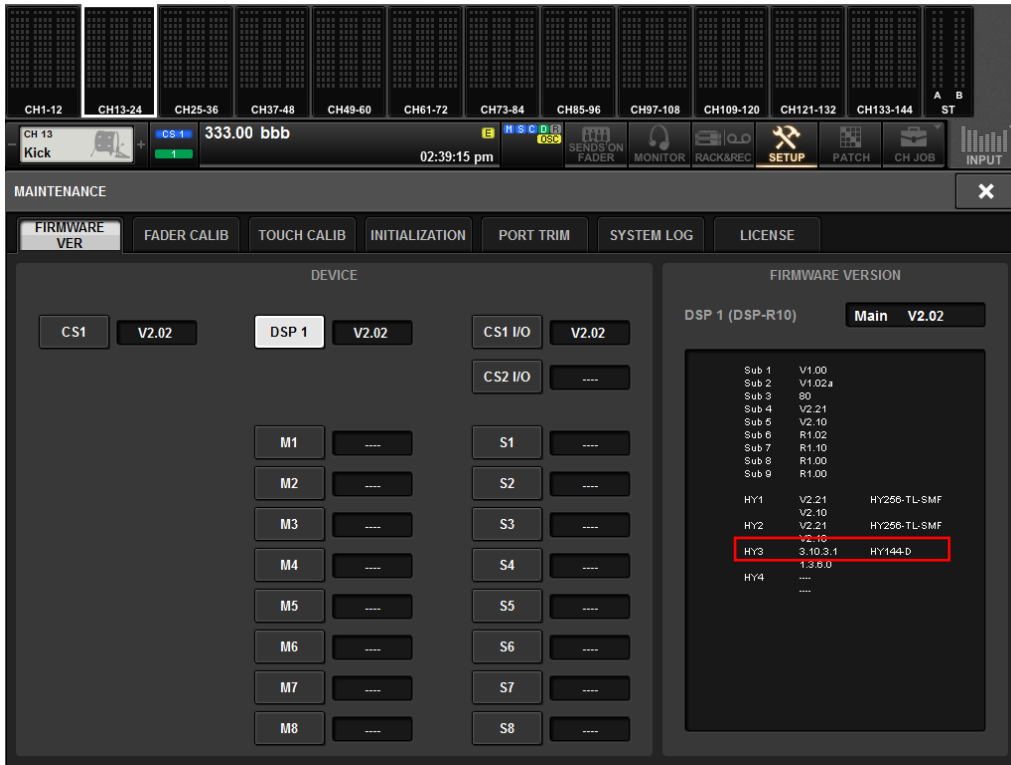 CH1-12 CH13-24 CH25-36 CH37-48 CH49-60 CH61-72 CH73-84 CH85-96 CH97-108 CH109-120 CH121-132 CH133-144 A B
ST
CH 13
Kick
- +
CS 1
1
333.00 bbb
E
M S C D R
OSC
02:39:15 pm
SENDS ON
FADER
MONITOR
RACK&REC
SETUP
PATCH
CH JOB
INPUT
MAINTENANCE
FIRMWARE
VER
FADER CALIB
TOUCH CALIB
INITIALIZATION
PORT TRIM
SYSTEM LOG
LICENSE
DEVICE
CS1 V2.02 DSP 1 V2.02 CS1 I/O V2.02
CS2 I/O ----
M1 ---- S1 ----
M2 ---- S2 ----
M3 ---- S3 ----
M4 ---- S4 ----
M5 ---- S5 ----
M6 ---- S6 ----
M7 ---- S7 ----
M8 ---- S8 ----
FIRMWARE VERSION
DSP 1 (DSP-R10) Main V2.02
Sub 1 V1.00
Sub 2 V1.02a
Sub 3 80
Sub 4 V2.21
Sub 5 V2.10
Sub 6 R1.02
Sub 7 R1.10
Sub 8 R1.00
Sub 9 R1.00
HY1 V2.21 HY256-TL-SMF
V2.10
HY2 V2.21 HY256-TL-SMF
V2.10
HY3 3.10.3.1 HY144-D
1.3.6.0
HY4 ----
----